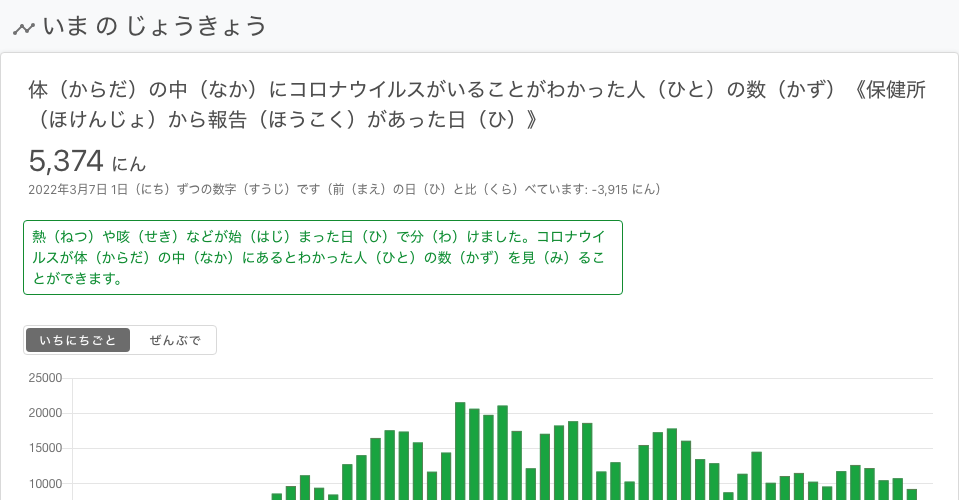 いま の じょうきょう
体（からだ）の中（なか）にコロナウイルスがいることがわかった人（ひと）の数（かず）《保健所
（ほけんじょ）から報告（ほうこく）があった日（ひ）》
5,374 にん
2022年3月7日 1日（にち）ずつの数字（すうじ）です（前（まえ）の日（ひ）と比（くら）べています: -3,915 にん）
熱（ねつ）や咳（せき）などが始（はじ）まった日（ひ）で分（わ）けました。コロナウイ
ルスが体（からだ）の中（なか）にあるとわかった人（ひと）の数（かず）を見（み）るこ
とができます。
いちにちごと ぜんぶで
25000
20000
15000
10000